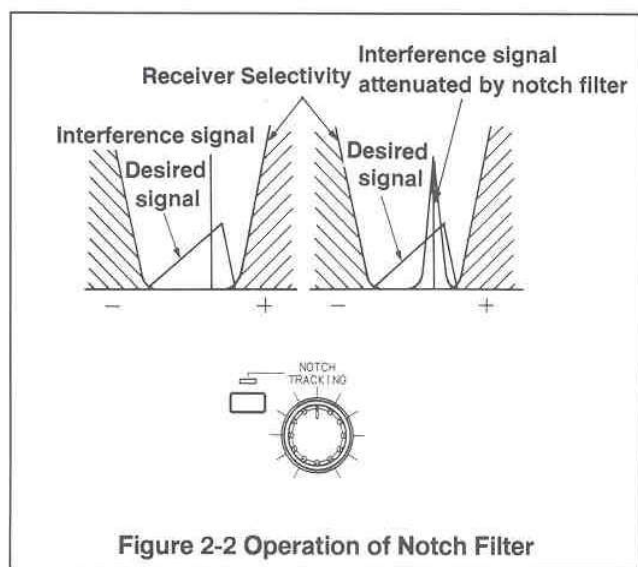 Interference signal
attenuated by notch filter
Receiver Selectivity
Interference signal
Desired
signal
Desired
signal
− +
− +
NOTCH
TRACKING
Figure 2-2 Operation of Notch Filter